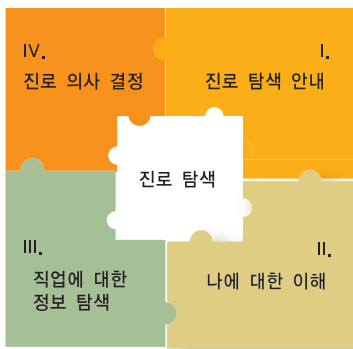 IV.
진로 의사 결정
I.
진로 탐색 안내
진로 탐색
III.
직업에 대한
정보 탐색
II.
나에 대한 이해